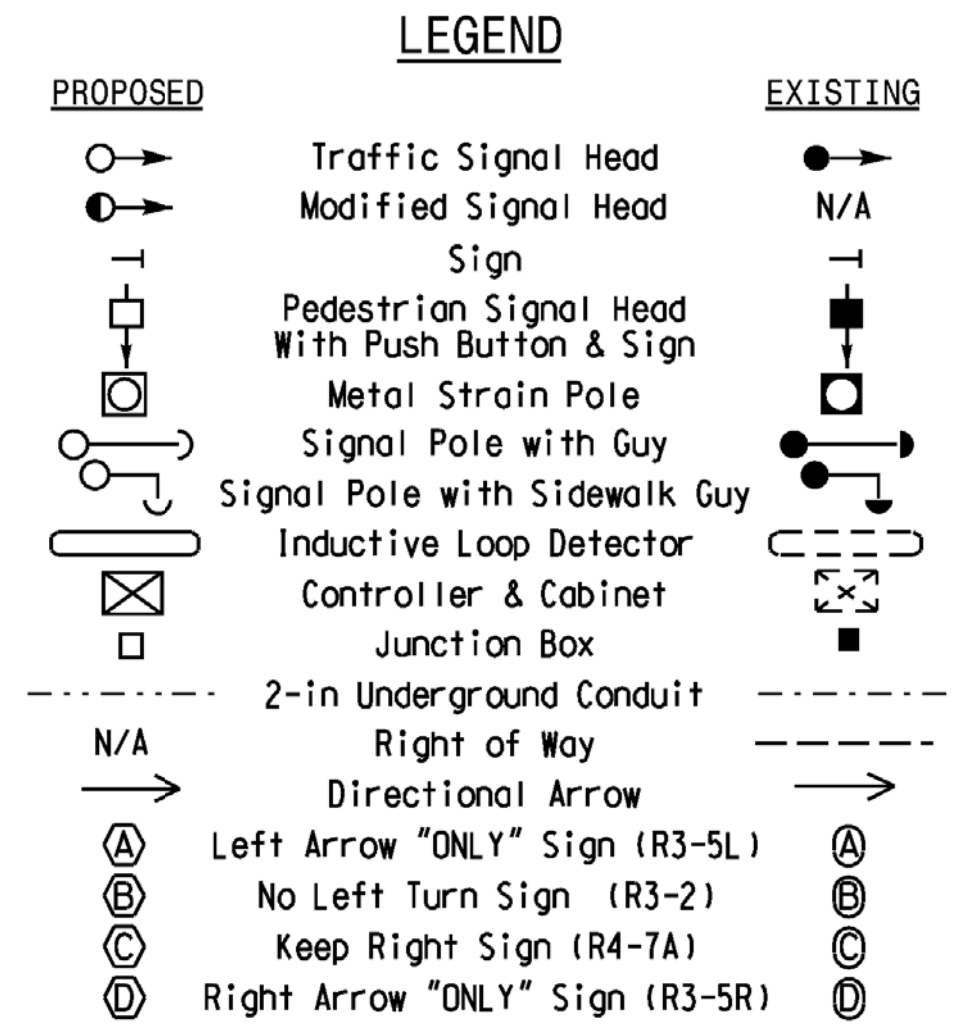 LEGEND
PROPOSED EXISTING
Traffic Signal Head
Modified Signal Head N/A
Sign
Pedestrian Signal Head
With Push Button & Sign
Metal Strain Pole
Signal Pole with Guy
Signal Pole with Sidewalk Guy
Inductive Loop Detector
Controller & Cabinet
Junction Box
2-in Underground Conduit
N/A Right of Way
Directional Arrow
A Left Arrow "ONLY" Sign (R3-5L) A
B No Left Turn Sign (R3-2) B
C Keep Right Sign (R4-7A) C
D Right Arrow "ONLY" Sign (R3-5R) D